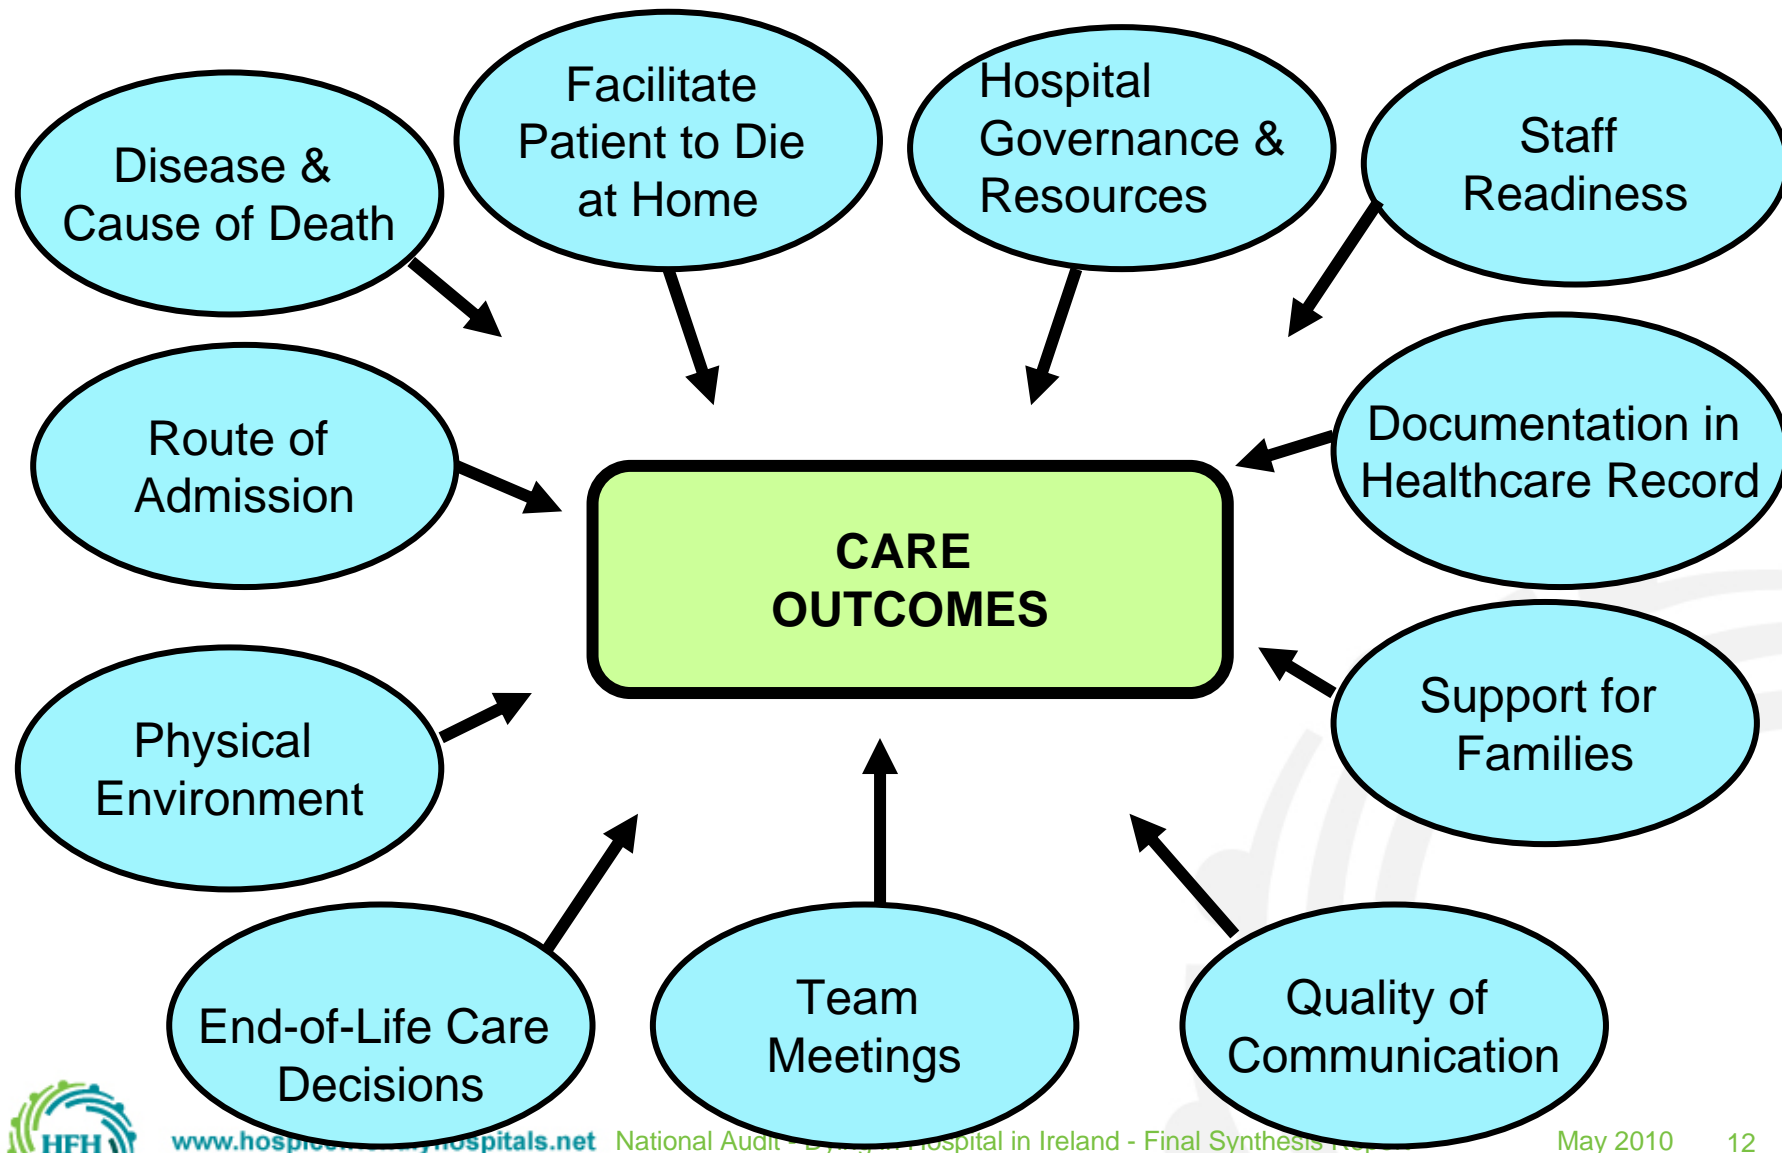 Disease &
Cause of Death
Facilitate
Patient to Die
at Home
Hospital
Governance &
Resources
Staff
Readiness
Route of
Admission
Documentation in
Healthcare Record
CARE
OUTCOMES
Physical
Environment
Support for
Families
End-of-Life Care
Decisions
Team
Meetings
Quality of
Communication
HFH
National Audit - in Hospital in Ireland - Final Synthesis
May 2010
12